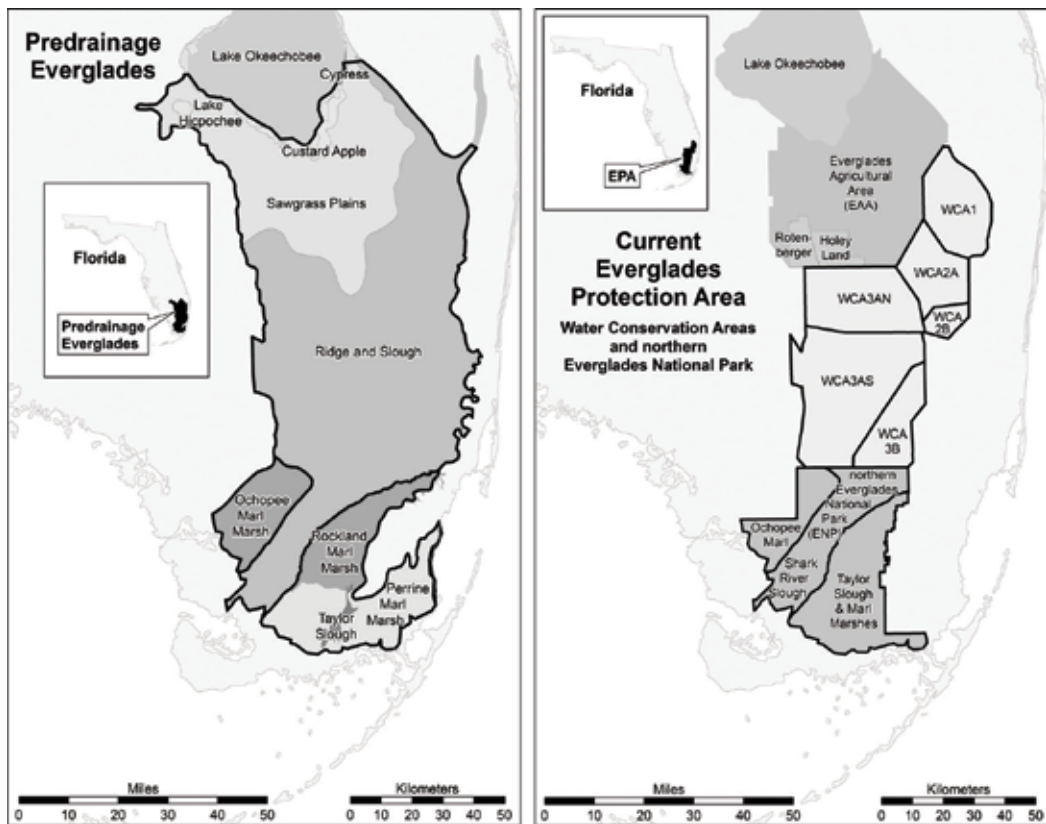 Predrainage
Everglades
Lake Okeechobee
Cypress
Lake
Hicpochee
Custard Apple
Sawgrass Plains
Florida
Predrainage
Everglades
Ridge and Slough
Ochopee
Marl
Marsh
Rockland
Marl
Marsh
Perrine
Marl
Marsh
Taylor
Slough
Miles
0 10 20 30 40 50
Kilometers
0 10 20 30 40 50
Florida
EPA
Lake Okeechobee
Everglades
Agricultural
Area
(EAA)
WCA1
Roten-
berger
Holey
Land
Current
Everglades
Protection Area
Water Conservation Areas
and northern
Everglades National Park
WCA2A
WCA3AN
WCA
2B
WCA3AS
WCA
3B
northern
Everglades
National
Park
(ENP)
Ochopee
Marl
Shark
River
Slough
Taylor
Slough
& Marl
Marshes
Miles
0 10 20 30 40 50
Kilometers
0 10 20 30 40 50